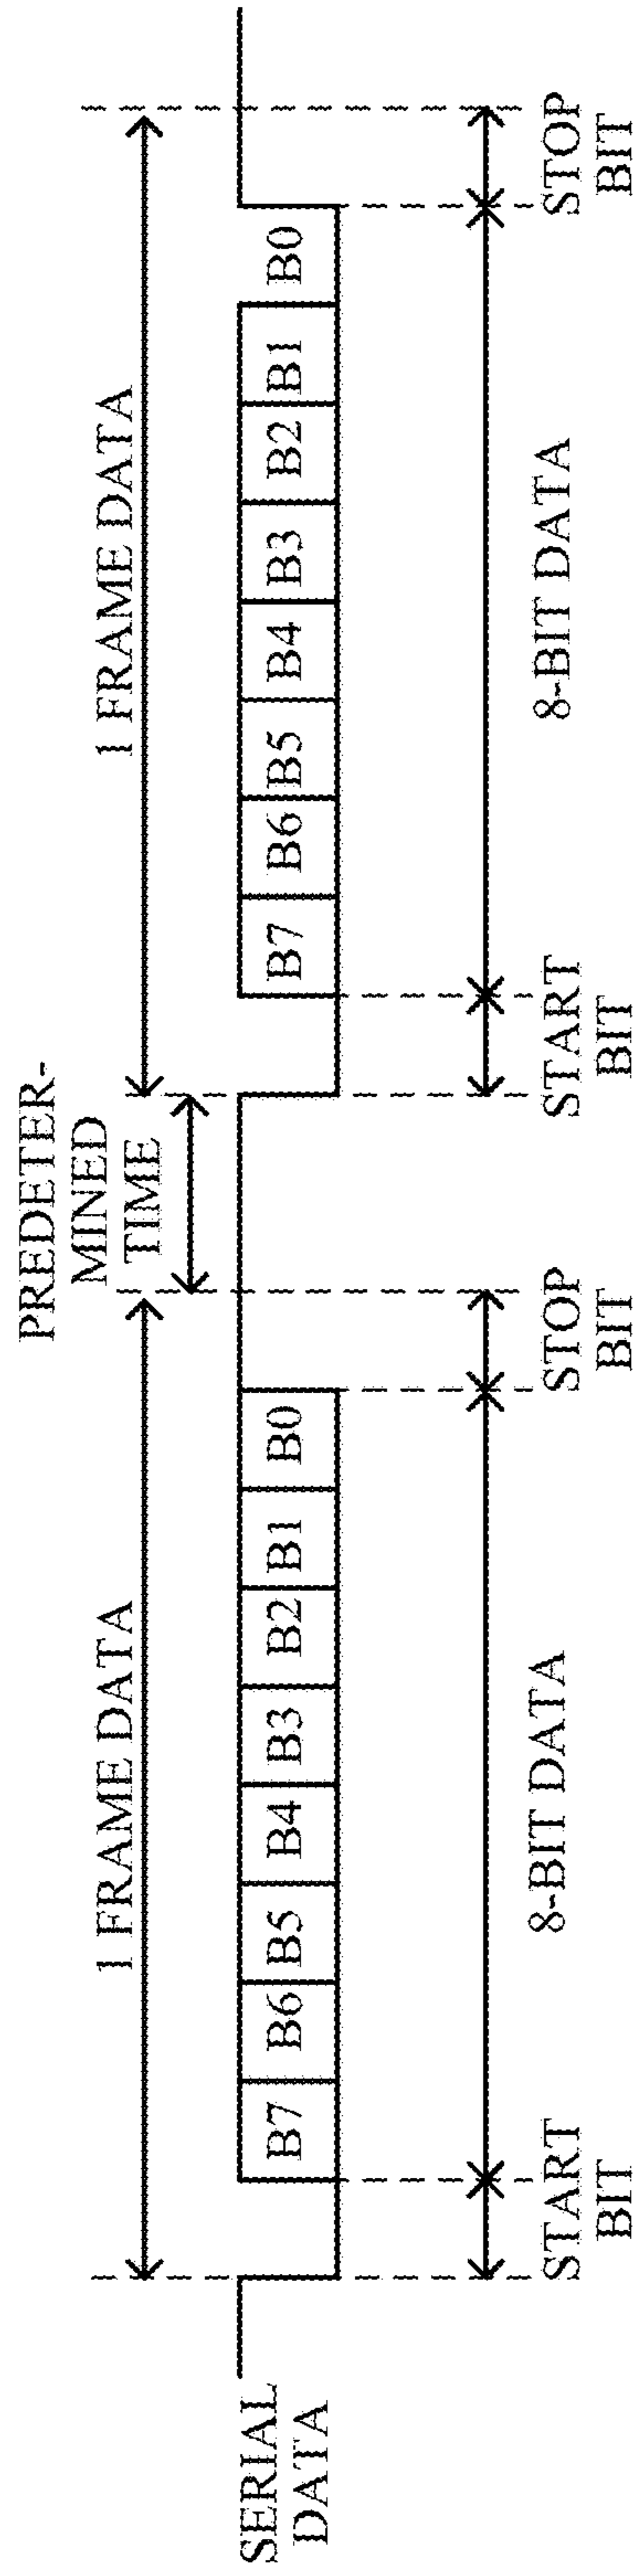 PREDETER-
MINED
TIME
1 FRAME DATA
1 FRAME DATA
SERIAL
DATA
B7 B6 B5 B4 B3 B2 B1 B0
B7 B6 B5 B4 B3 B2 B1 B0
START
BIT
8-BIT DATA
STOP
BIT
START
BIT
8-BIT DATA
STOP
BIT